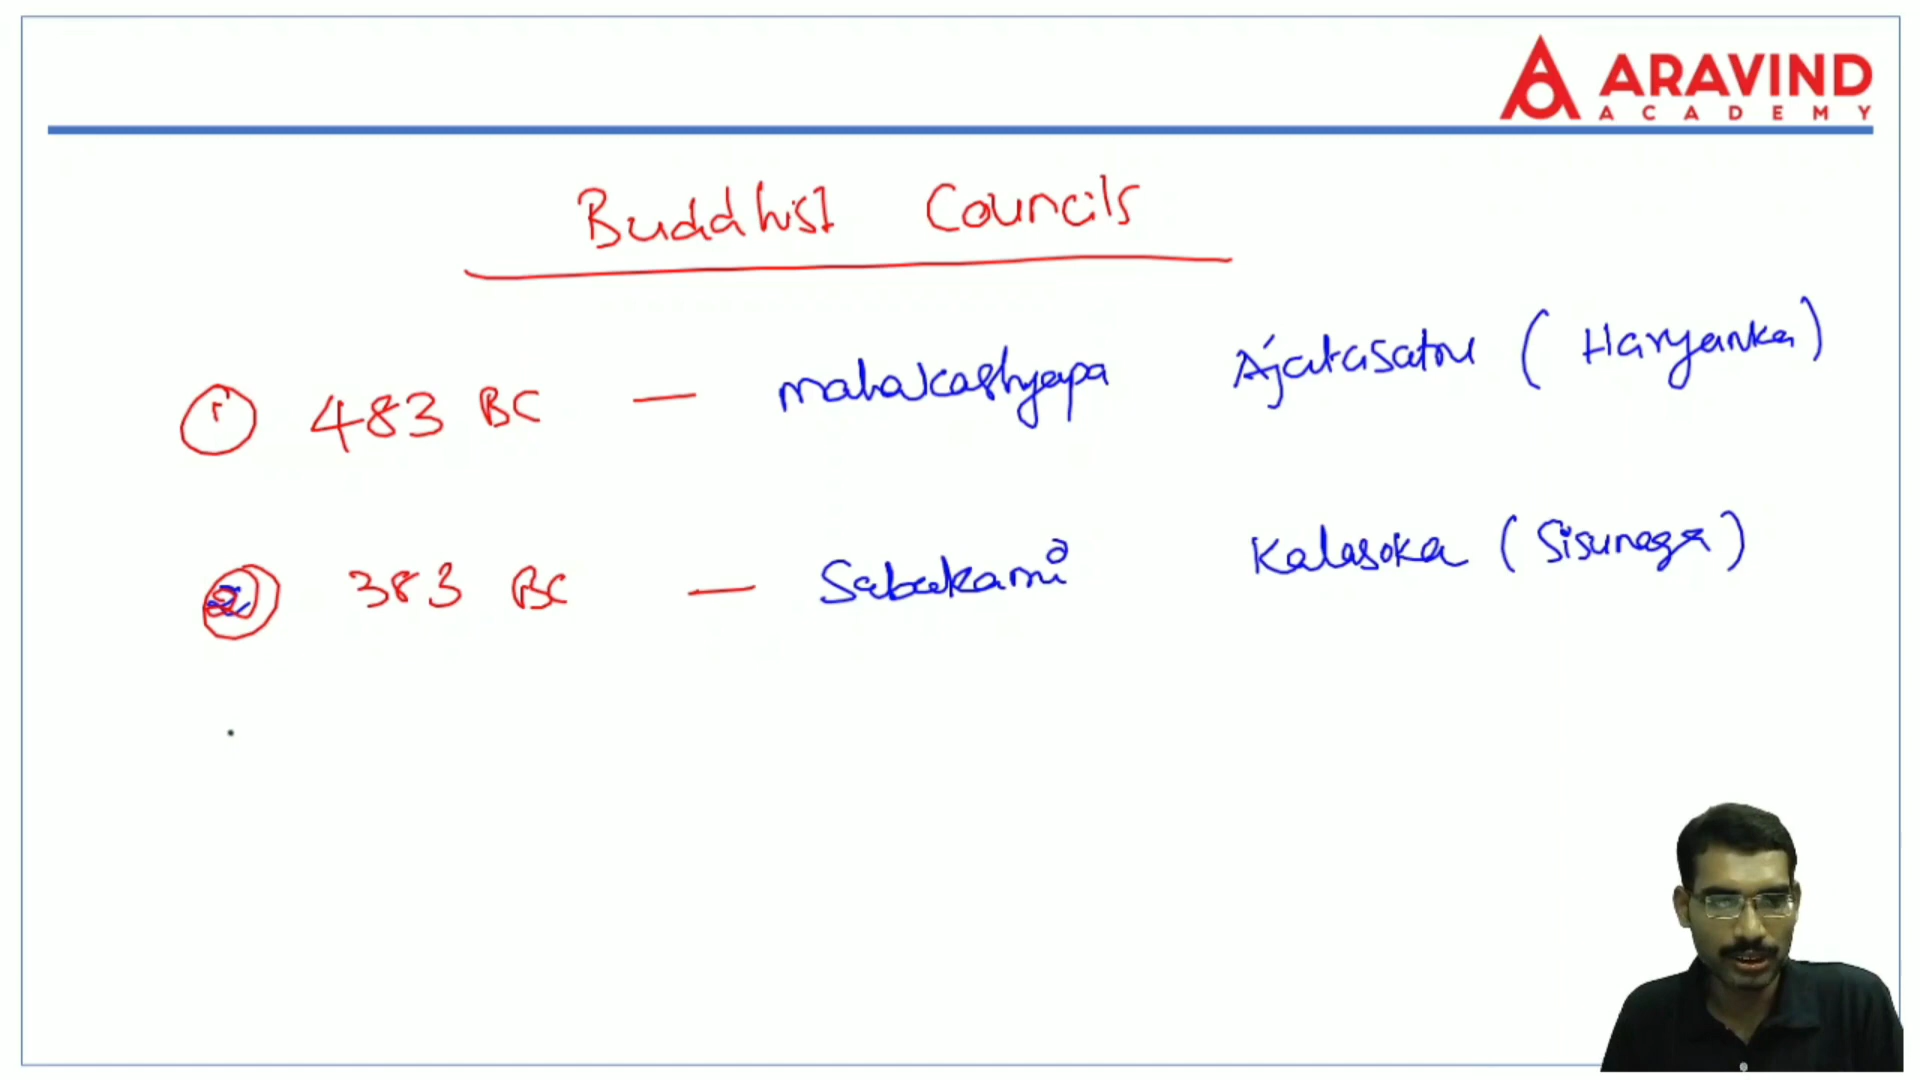 ARAVIND
ACADEMY
Buddhist Councils
1 483 BC — mahakashyapa Ajatasatru (Haryanka)
2 383 BC — Sabakami Kalasoka (Sisunaga)